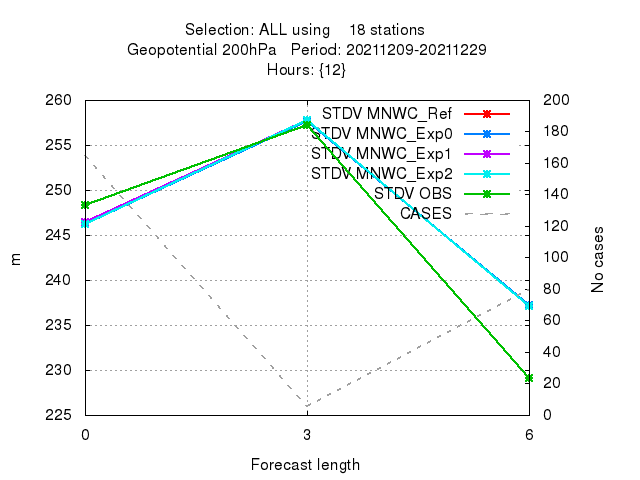 Selection: ALL using    18 stations
Geopotential 200hPa   Period: 20211209-20211229
Hours: {12}
260
255
250
245
240
235
230
225
200
180
160
140
120
100
80
60
40
20
0
STDV MNWC_Ref
STDV MNWC_Exp0
STDV MNWC_Exp1
STDV MNWC_Exp2
STDV OBS
CASES
m
No cases
0
3
6
Forecast length